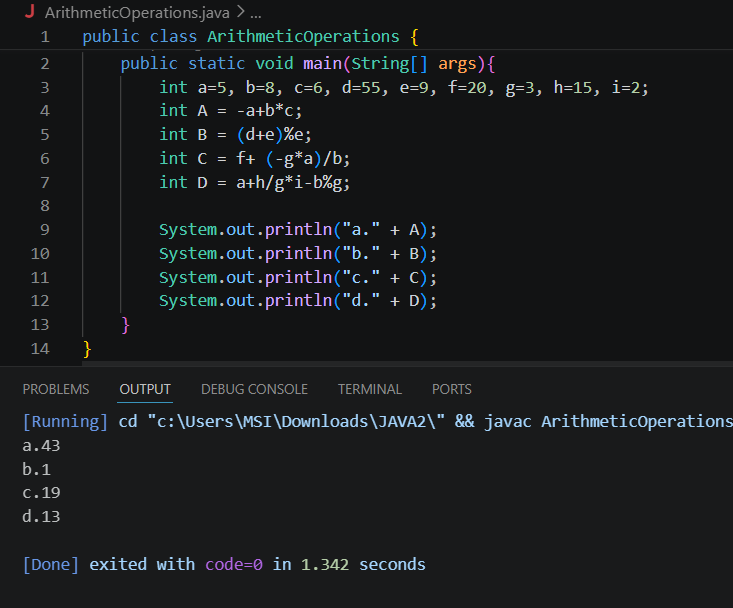 J ArithmeticOperations.java > ...
1 public class ArithmeticOperations {
2 public static void main(String[] args){
3 int a=5, b=8, c=6, d=55, e=9, f=20, g=3, h=15, i=2;
4 int A = -a+b*c;
5 int B = (d+e)%e;
6 int C = f+ (-g*a)/b;
7 int D = a+h/g*i-b%g;
8
9 System.out.println("a." + A);
10 System.out.println("b." + B);
11 System.out.println("c." + C);
12 System.out.println("d." + D);
13 }
14 }
PROBLEMS OUTPUT DEBUG CONSOLE TERMINAL PORTS
[Running] cd "c:\Users\MSI\Downloads\JAVA2\" && javac ArithmeticOperations
a.43
b.1
c.19
d.13
[Done] exited with code=0 in 1.342 seconds